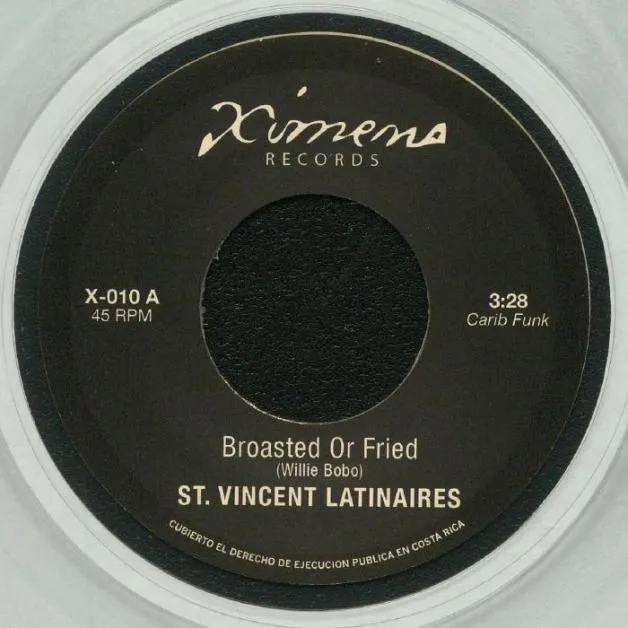 Ximena
RECORDS
X-010 A
45 RPM
3:28
Carib Funk
Broasted Or Fried
(Willie Bobo)
ST. VINCENT LATINAIRES
CUBIERTO EL DERECHO DE EJECUCION PUBLICA EN COSTA RICA